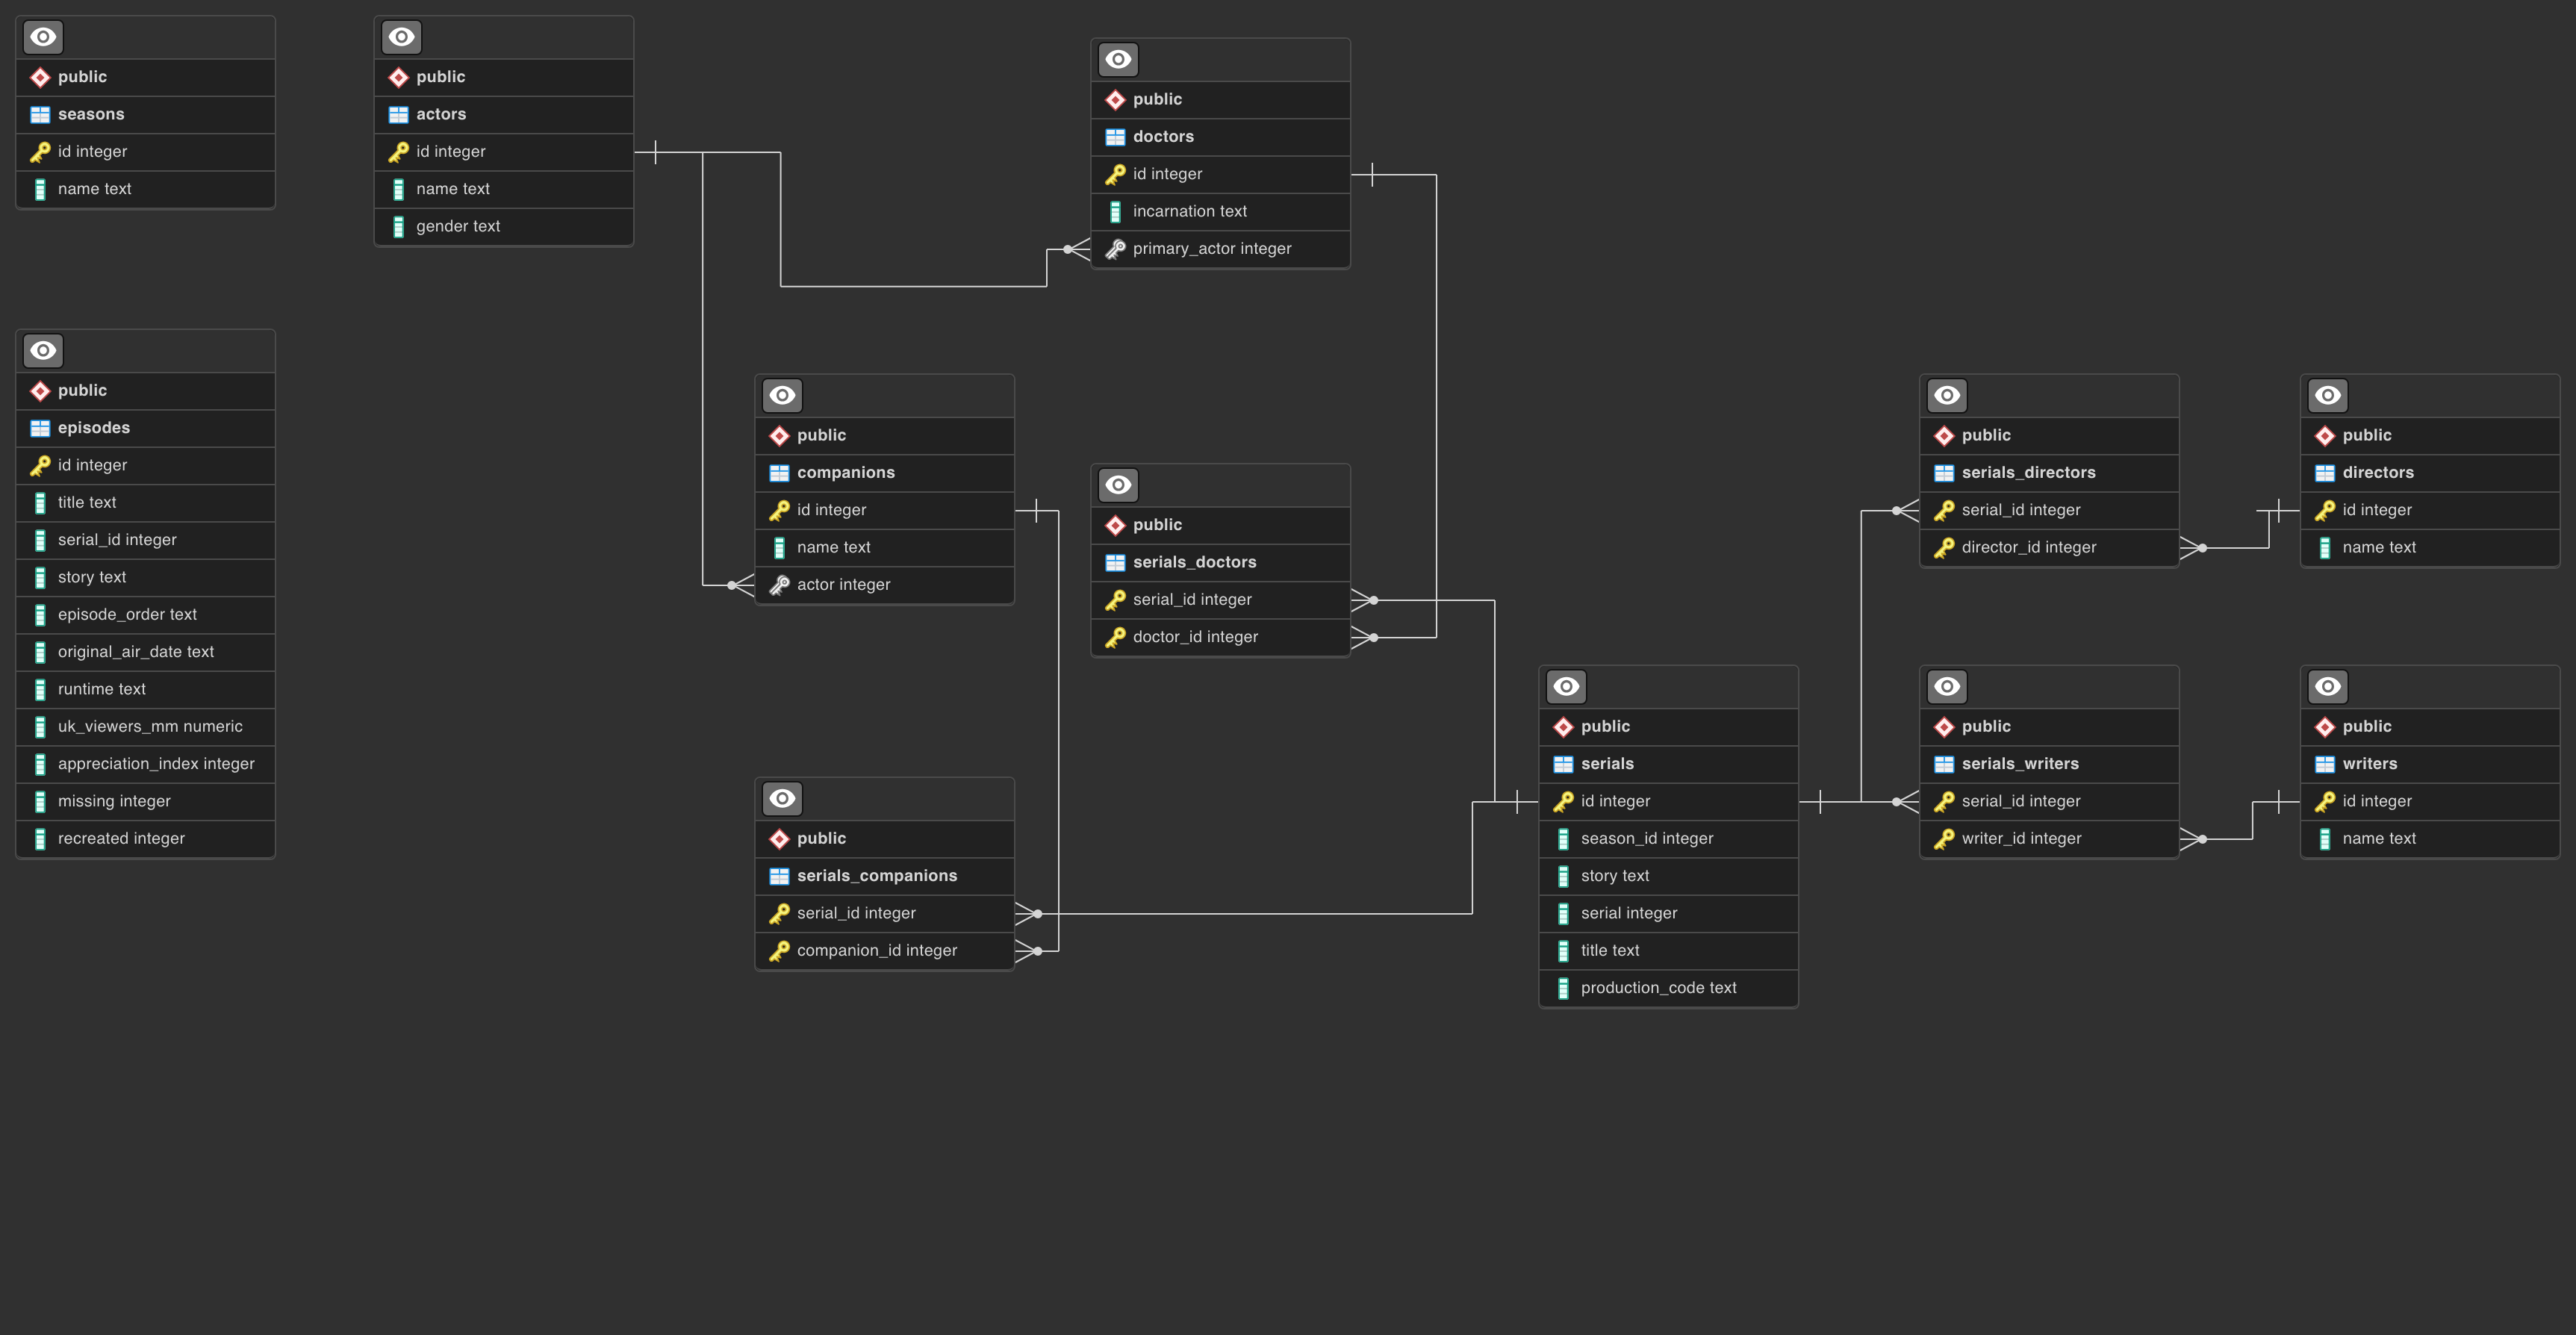 public
seasons
id integer
name text
public
actors
id integer
name text
gender text
public
doctors
id integer
incarnation text
primary_actor integer
public
episodes
id integer
title text
serial_id integer
story text
episode_order text
original_air_date text
runtime text
uk_viewers_mm numeric
appreciation_index integer
missing integer
recreated integer
public
companions
id integer
name text
actor integer
public
serials_doctors
serial_id integer
doctor_id integer
public
serials_directors
serial_id integer
director_id integer
public
directors
id integer
name text
public
serials_companions
serial_id integer
companion_id integer
public
serials
id integer
season_id integer
story text
serial integer
title text
production_code text
public
serials_writers
serial_id integer
writer_id integer
public
writers
id integer
name text